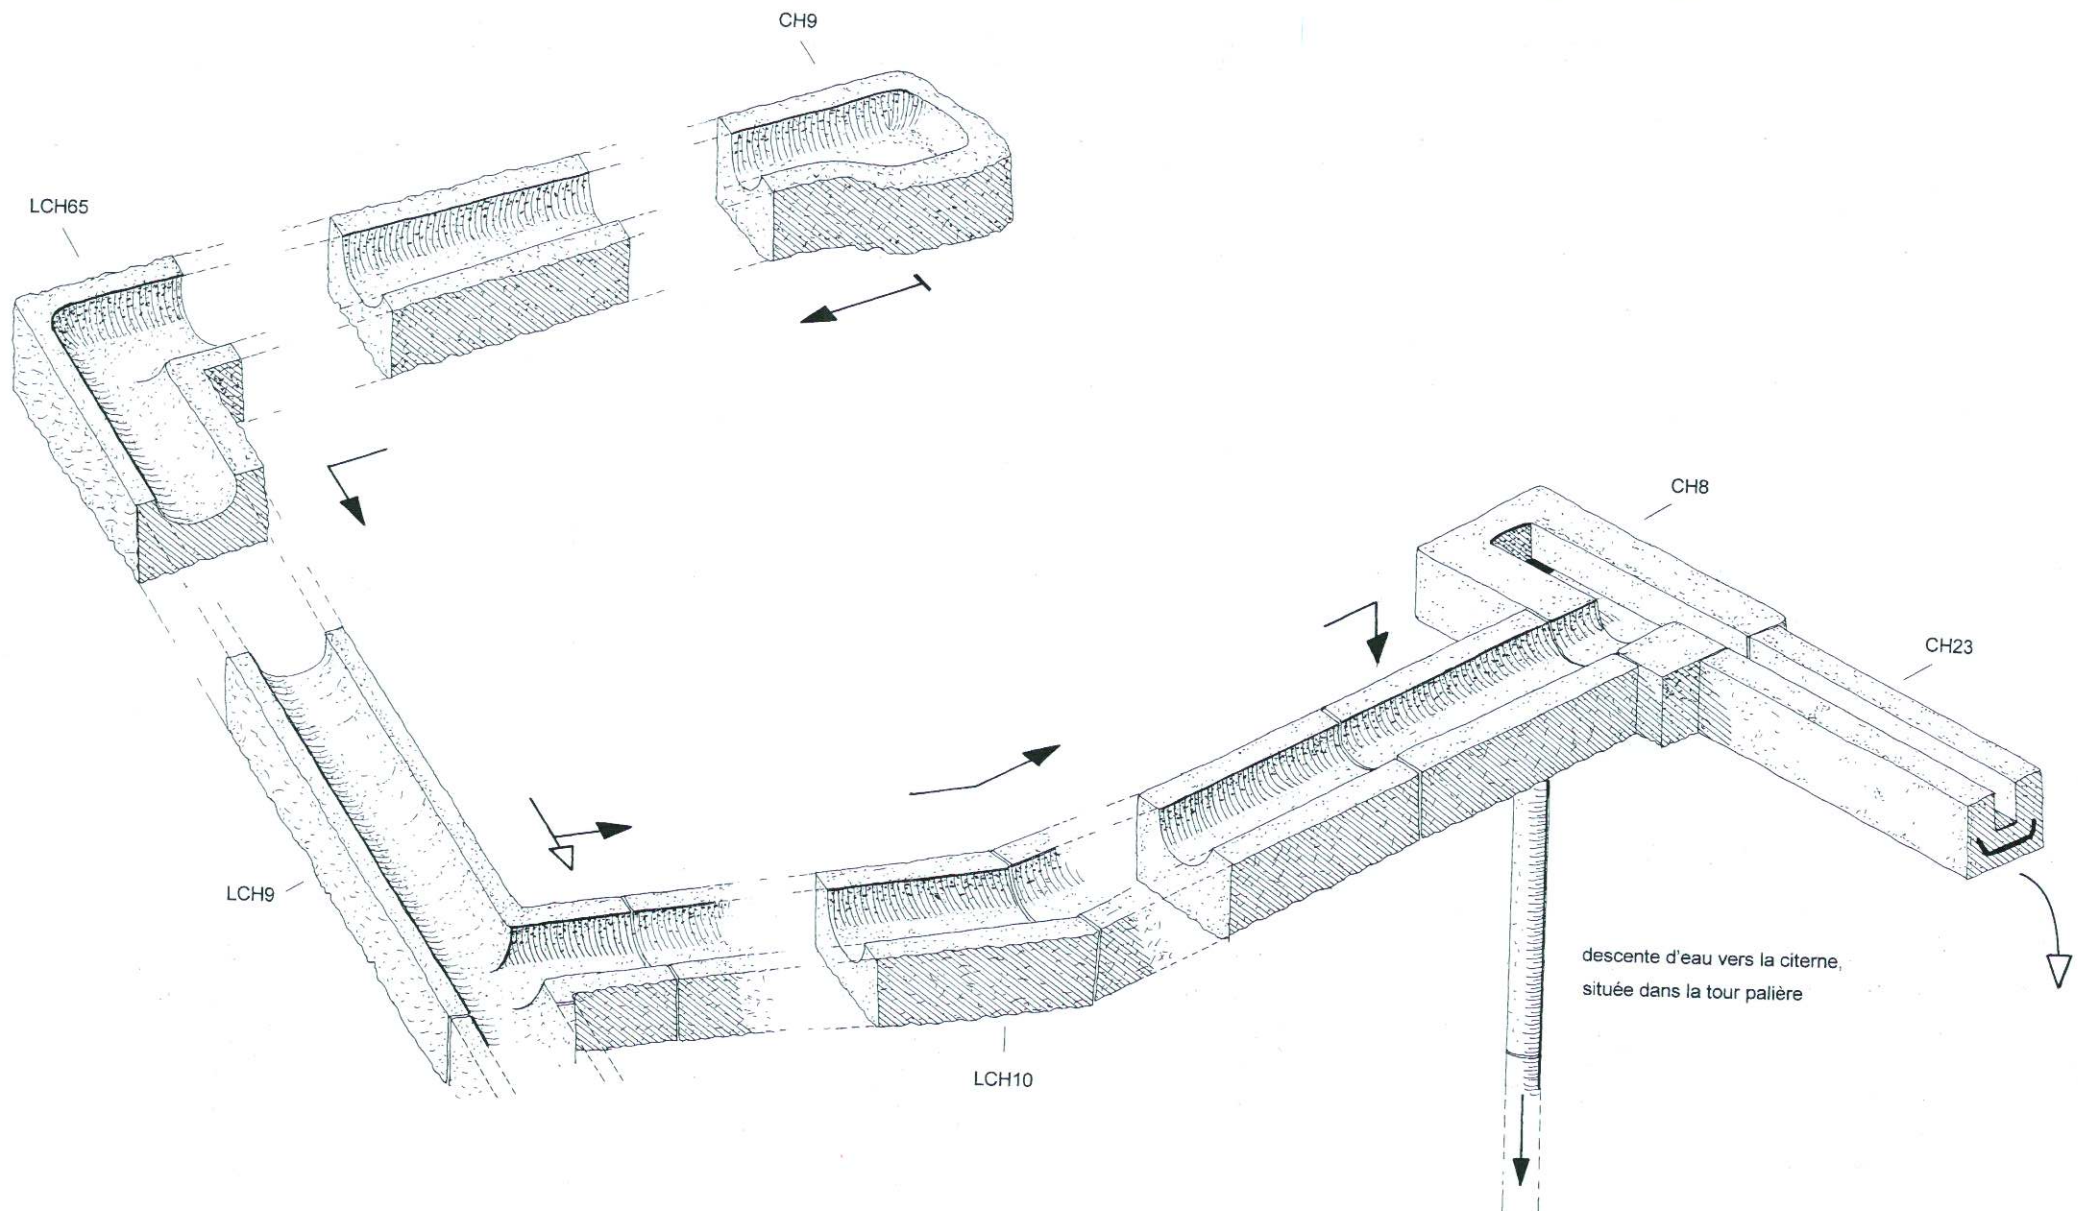 CH9
LCH65
CH8
CH23
LCH9
descente d'eau vers la citerne,
située dans la tour palière
LCH10